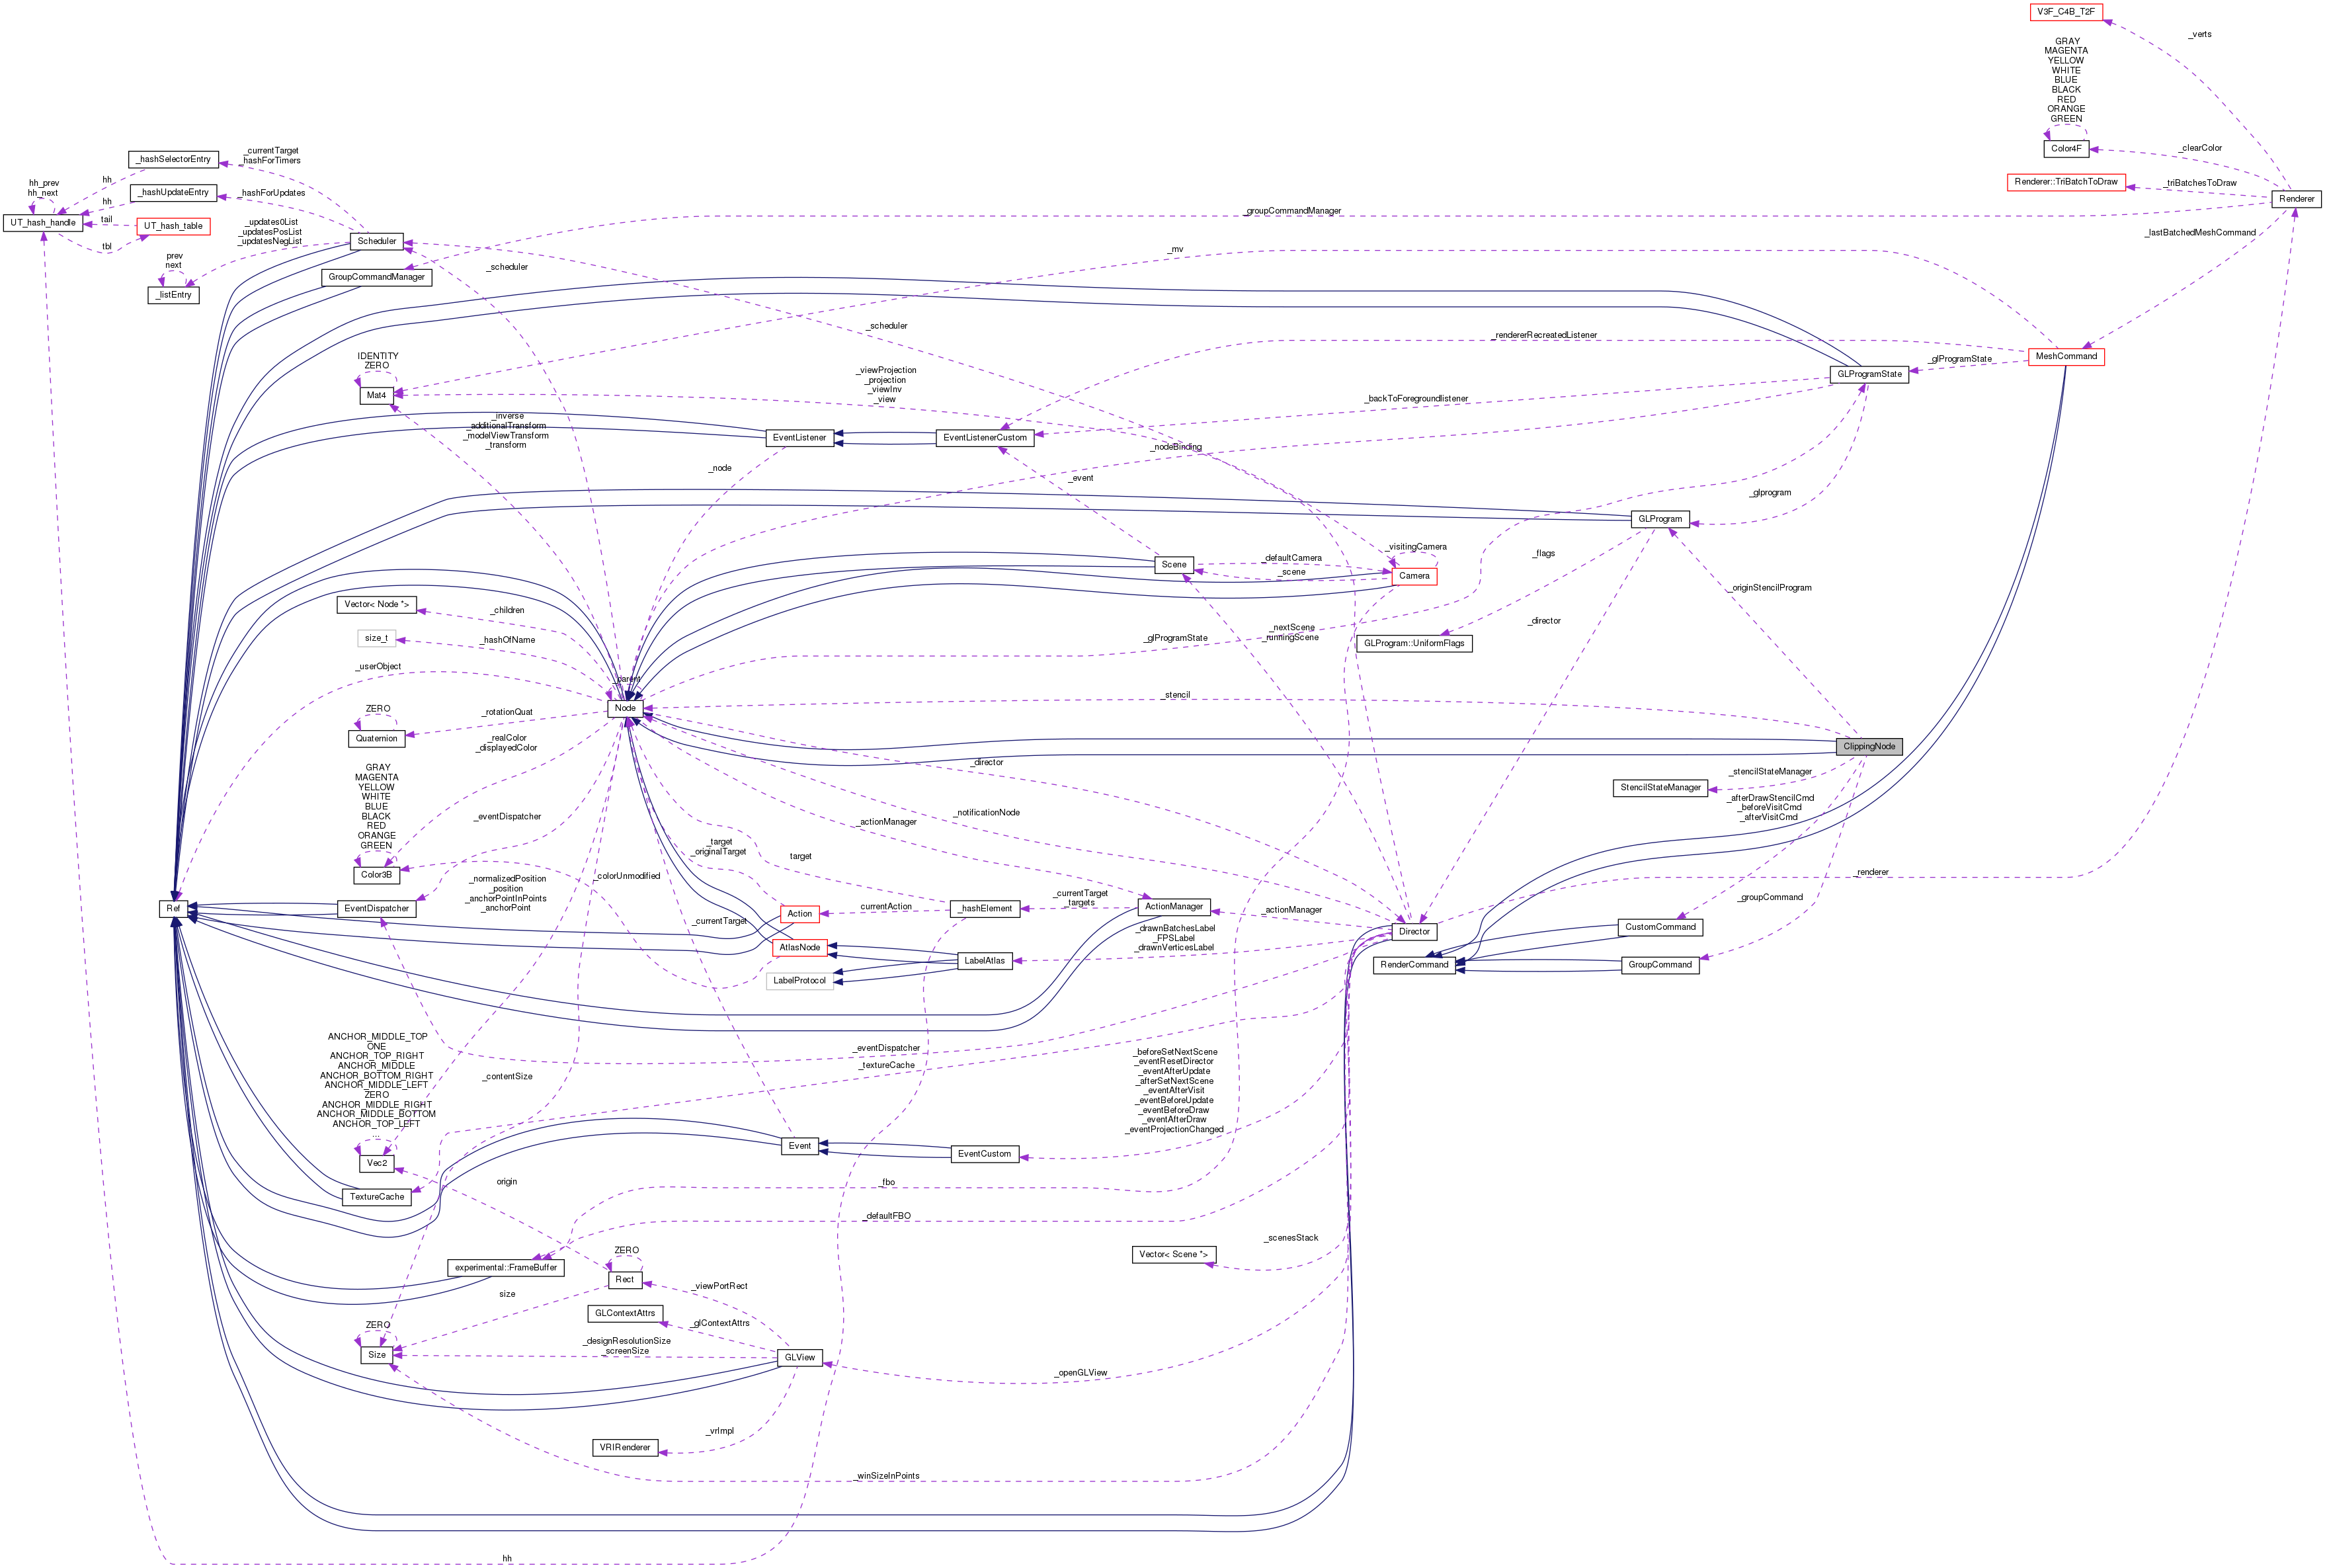 V3F_C4B_T2F
_verts
GRAY
MAGENTA
YELLOW
WHITE
BLUE
BLACK
RED
ORANGE
GREEN
Color4F
_clearColor
Renderer::TriBatchToDraw
_triBatchesToDraw
Renderer
_groupCommandManager
_lastBatchedMeshCommand
_hashSelectorEntry
_currentTarget
_hashForTimers
hh
_hashUpdateEntry
_hashForUpdates
hh_prev
hh_next
hh
UT_hash_handle
tail
UT_hash_table
tbl
_updates0List
_updatesPosList
_updatesNegList
Scheduler
prev
next
_listEntry
GroupCommandManager
_scheduler
_mv
_scheduler
_rendererRecreatedListener
MeshCommand
_glProgramState
GLProgramState
IDENTITY
ZERO
Mat4
_viewProjection
_projection
_viewInv
_view
_backToForegroundlistener
_inverse
_additionalTransform
_modelViewTransform
_transform
EventListener
EventListenerCustom
_nodeBinding
_node
_event
_glprogram
GLProgram
_flags
_visitingCamera
Scene
_defaultCamera
_scene
Camera
_originStencilProgram
Vector< Node *>
_children
size_t
_hashOfName
_nextScene
_runningScene
_glProgramState
GLProgram::UniformFlags
_director
_userObject
_parent
Node
_stencil
ZERO
Quaternion
_rotationQuat
_realColor
_displayedColor
_director
ClippingNode
StencilStateManager
_stencilStateManager
GRAY
MAGENTA
YELLOW
WHITE
BLUE
BLACK
RED
ORANGE
GREEN
Color3B
_eventDispatcher
_actionManager
_notificationNode
_afterDrawStencilCmd
_beforeVisitCmd
_afterVisitCmd
_target
_originalTarget
target
_colorUnmodified
_renderer
_normalizedPosition
_position
_anchorPointInPoints
_anchorPoint
Ref
EventDispatcher
_currentTarget
Action
currentAction
_hashElement
_currentTarget
_targets
ActionManager
_actionManager
_groupCommand
AtlasNode
LabelAtlas
_drawnBatchesLabel
_FPSLabel
_drawnVerticesLabel
Director
CustomCommand
LabelProtocol
RenderCommand
GroupCommand
ANCHOR_MIDDLE_TOP
ONE
ANCHOR_TOP_RIGHT
ANCHOR_MIDDLE
ANCHOR_BOTTOM_RIGHT
ANCHOR_MIDDLE_LEFT
ZERO
ANCHOR_MIDDLE_RIGHT
ANCHOR_MIDDLE_BOTTOM
ANCHOR_TOP_LEFT
...
Vec2
_contentSize
_eventDispatcher
_textureCache
_beforeSetNextScene
_eventResetDirector
_eventAfterUpdate
_afterSetNextScene
_eventAfterVisit
_eventBeforeUpdate
_eventBeforeDraw
_eventAfterDraw
_eventProjectionChanged
Event
EventCustom
TextureCache
origin
_fbo
_defaultFBO
_scenesStack
Vector< Scene *>
experimental::FrameBuffer
ZERO
Rect
size
_viewPortRect
GLContextAttrs
_glContextAttrs
ZERO
Size
_designResolutionSize
_screenSize
GLView
_openGLView
VRIRenderer
_vrImpl
_winSizeInPoints
hh